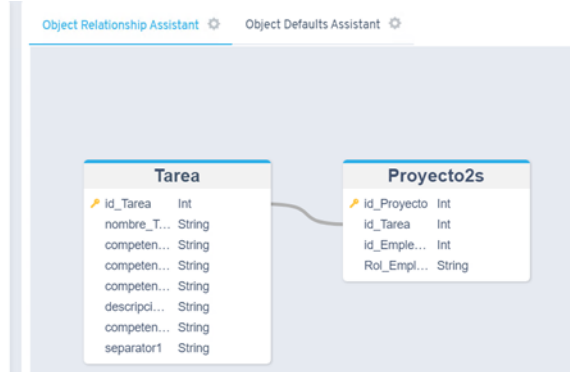 Object Relationship Assistant Object Defaults Assistant
Tarea
id_Tarea Int
nombre_T... String
competen... String
competen... String
competen... String
descripci... String
competen... String
separator1 String
Proyecto2s
id_Proyecto Int
id_Tarea Int
id_Emple... Int
Rol_Empl... String